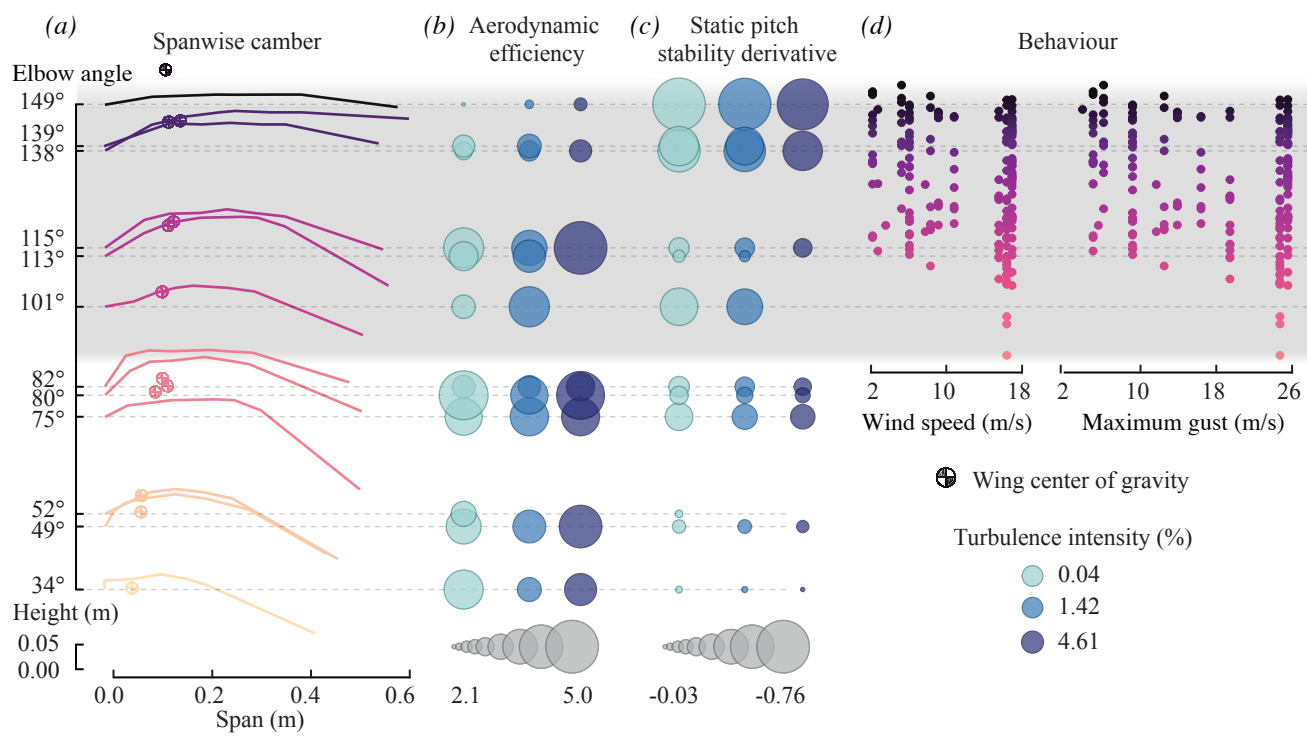 (a)
Spanwise camber
Elbow angle
149°
139°
138°
115°
113°
101°
82°
80°
75°
52°
49°
34°
Height (m)
0.05
0.00
0.0 0.2 0.4 0.6
Span (m)
(b) Aerodynamic
efficiency
2.1 5.0
(c) Static pitch
stability derivative
-0.03 -0.76
(d)
Behaviour
2 10 18
Wind speed (m/s)
2 10 18 26
Maximum gust (m/s)
Wing center of gravity
Turbulence intensity (%)
0.04
1.42
4.61